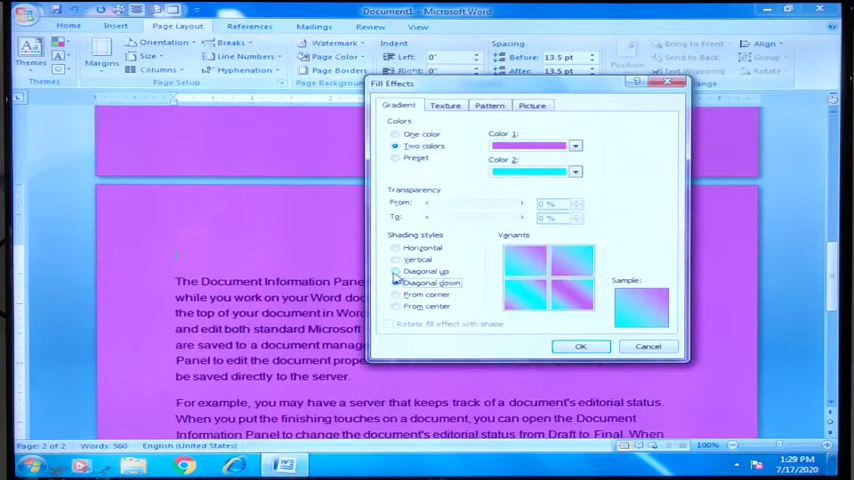 Document1 - Microsoft Word
Home Insert Page Layout References Mailings Review View
Themes
Margins
Orientation
Size
Columns
Breaks
Line Numbers
Hyphenation
Page Setup
Watermark
Page Color
Page Borders
Indent
Left: 0"
Right: 0"
Spacing
Before: 13.5 pt
After: 13.5 pt
Position
Bring to Front
Send to Back
Text Wrapping
Align
Group
Rotate
Fill Effects
Gradient Texture Pattern Picture
Colors
One color
Two colors
Preset
Color 1:
Color 2:
Transparency
From: 0 %
To: 0 %
Shading styles
Horizontal
Vertical
Diagonal up
Diagonal down
From corner
From center
Variants
Sample:
Rotate fill effect with shape
OK Cancel
The Document Information Pane
while you work on your Word doc
the top of your document in Word
and edit both standard Microsoft
are saved to a document manag
Panel to edit the document prope
be saved directly to the server.
For example, you may have a server that keeps track of a document's editorial status.
When you put the finishing touches on a document, you can open the Document
Information Panel to change the document's editorial status from Draft to Final. When
Page: 2 of 2 Words: 560 English (United States) 100%
1:29 PM
7/17/2020